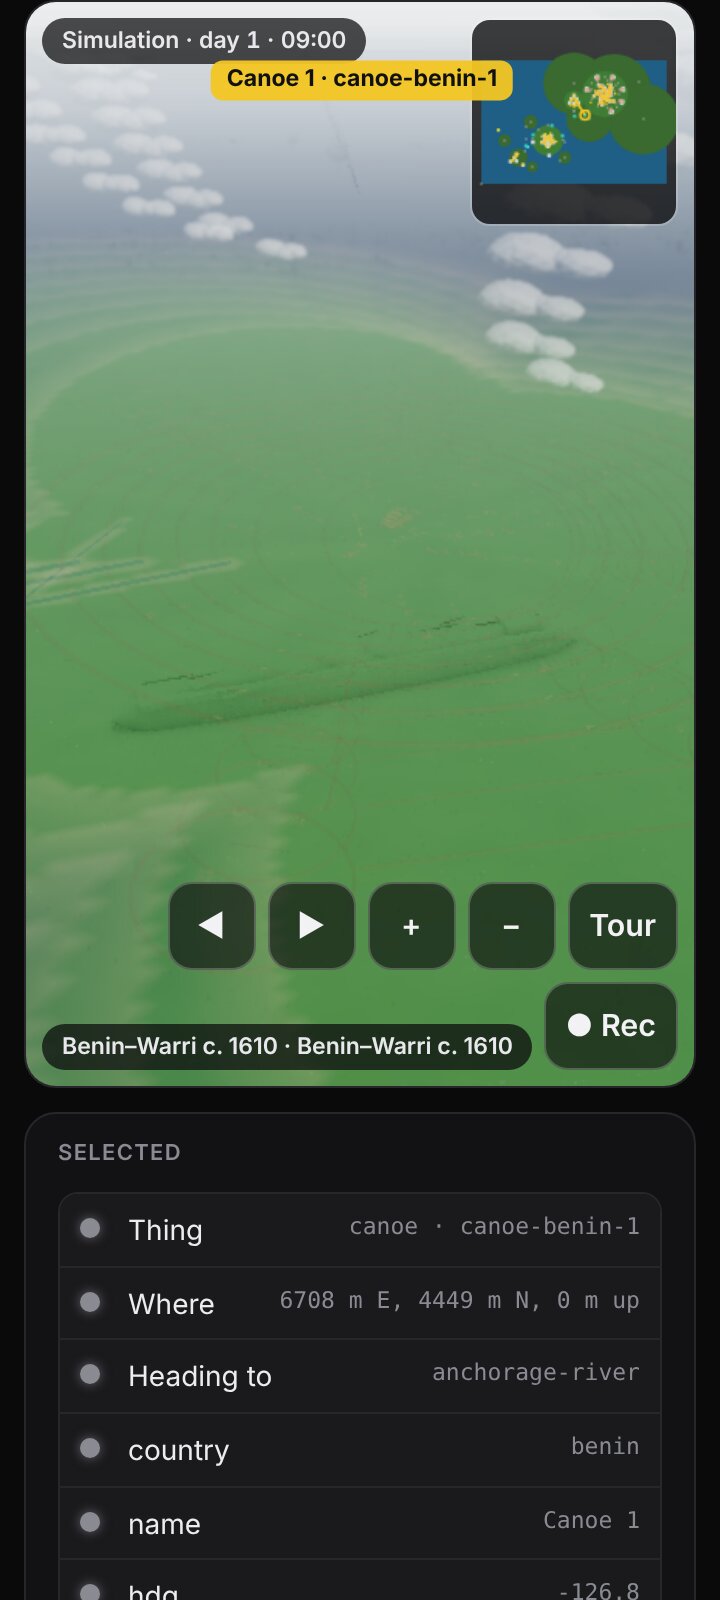 Simulation · day 1 · 09:00
Canoe 1 · canoe-benin-1
◀ ▶ + − Tour
Rec
Benin–Warri c. 1610 · Benin–Warri c. 1610
SELECTED
Thing canoe · canoe-benin-1
Where 6708 m E, 4449 m N, 0 m up
Heading to anchorage-river
country benin
name Canoe 1
hdg -126.8